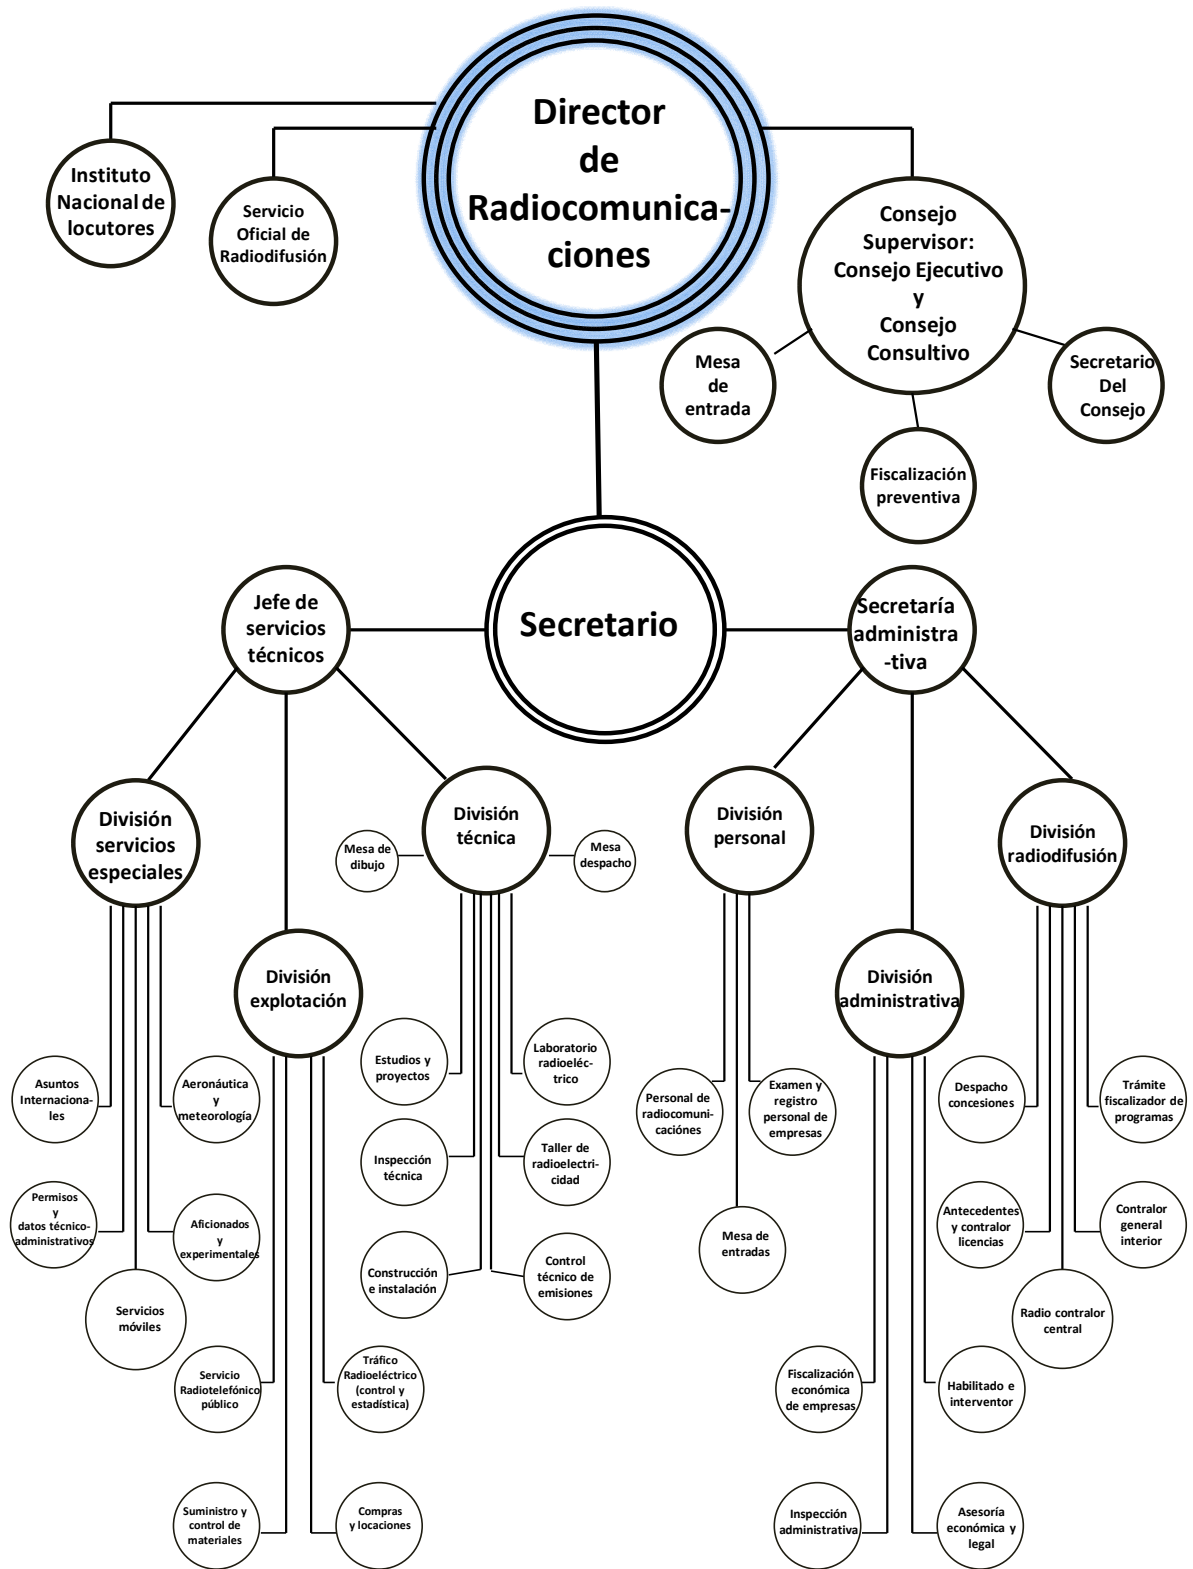 Director
de
Radiocomunica-
ciones
Instituto
Nacional de
locutores
Servicio
Oficial de
Radiodifusión
Consejo
Supervisor:
Consejo Ejecutivo
y
Consejo
Consultivo
Mesa
de
entrada
Secretario
Del
Consejo
Fiscalización
preventiva
Secretario
Jefe de
servicios
técnicos
Secretaría
administra
-tiva
División
servicios
especiales
División
técnica
Mesa de
dibujo
Mesa
despacho
División
personal
División
radiodifusión
División
explotación
División
administrativa
Asuntos
Internaciona-
les
Aeronáutica
y
meteorología
Estudios y
proyectos
Laboratorio
radioeléc-
trico
Personal de
radiocomuni-
caciónes
Examen y
registro
personal de
empresas
Despacho
concesiones
Trámite
fiscalizador de
programas
Inspección
técnica
Taller de
radioelectri-
cidad
Permisos
y
datos técnico-
administrativos
Aficionados
y
experimentales
Mesa de
entradas
Antecedentes
y contralor
licencias
Contralor
general
interior
Construcción
e instalación
Control
técnico de
emisiones
Servicios
móviles
Radio contralor
central
Servicio
Radiotelefónico
público
Tráfico
Radioeléctrico
(control y
estadística)
Fiscalización
económica
de empresas
Habilitado e
interventor
Suministro y
control de
materiales
Compras
y locaciones
Inspección
administrativa
Asesoría
económica y
legal